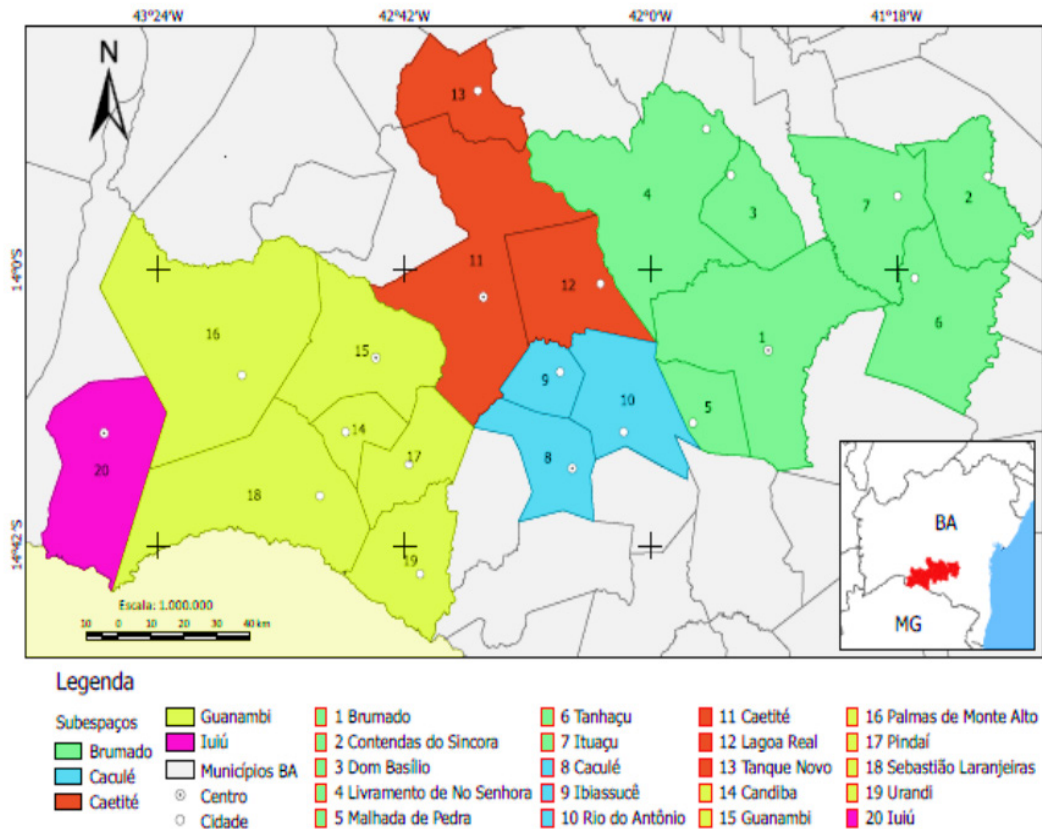 43°24'W 42°42'W 42°0'W 41°18'W
N
14°0'S
14°42'S
13
4
3
7
2
11
12
16
15
1
6
9
10
5
14
17
8
20
18
19
Escala: 1.000.000
10 0 10 20 30 40 km
BA
MG
Legenda
Subespaços
Brumado
Caculé
Caetité
Guanambi
Iuiú
Municípios BA
Centro
Cidade
1 Brumado
2 Contendas do Sincora
3 Dom Basílio
4 Livramento de No Senhora
5 Malhada de Pedra
6 Tanhaçu
7 Ituaçu
8 Caculé
9 Ibiassucê
10 Rio do Antônio
11 Caetité
12 Lagoa Real
13 Tanque Novo
14 Candiba
15 Guanambi
16 Palmas de Monte Alto
17 Pindaí
18 Sebastião Laranjeiras
19 Urandi
20 Iuiú